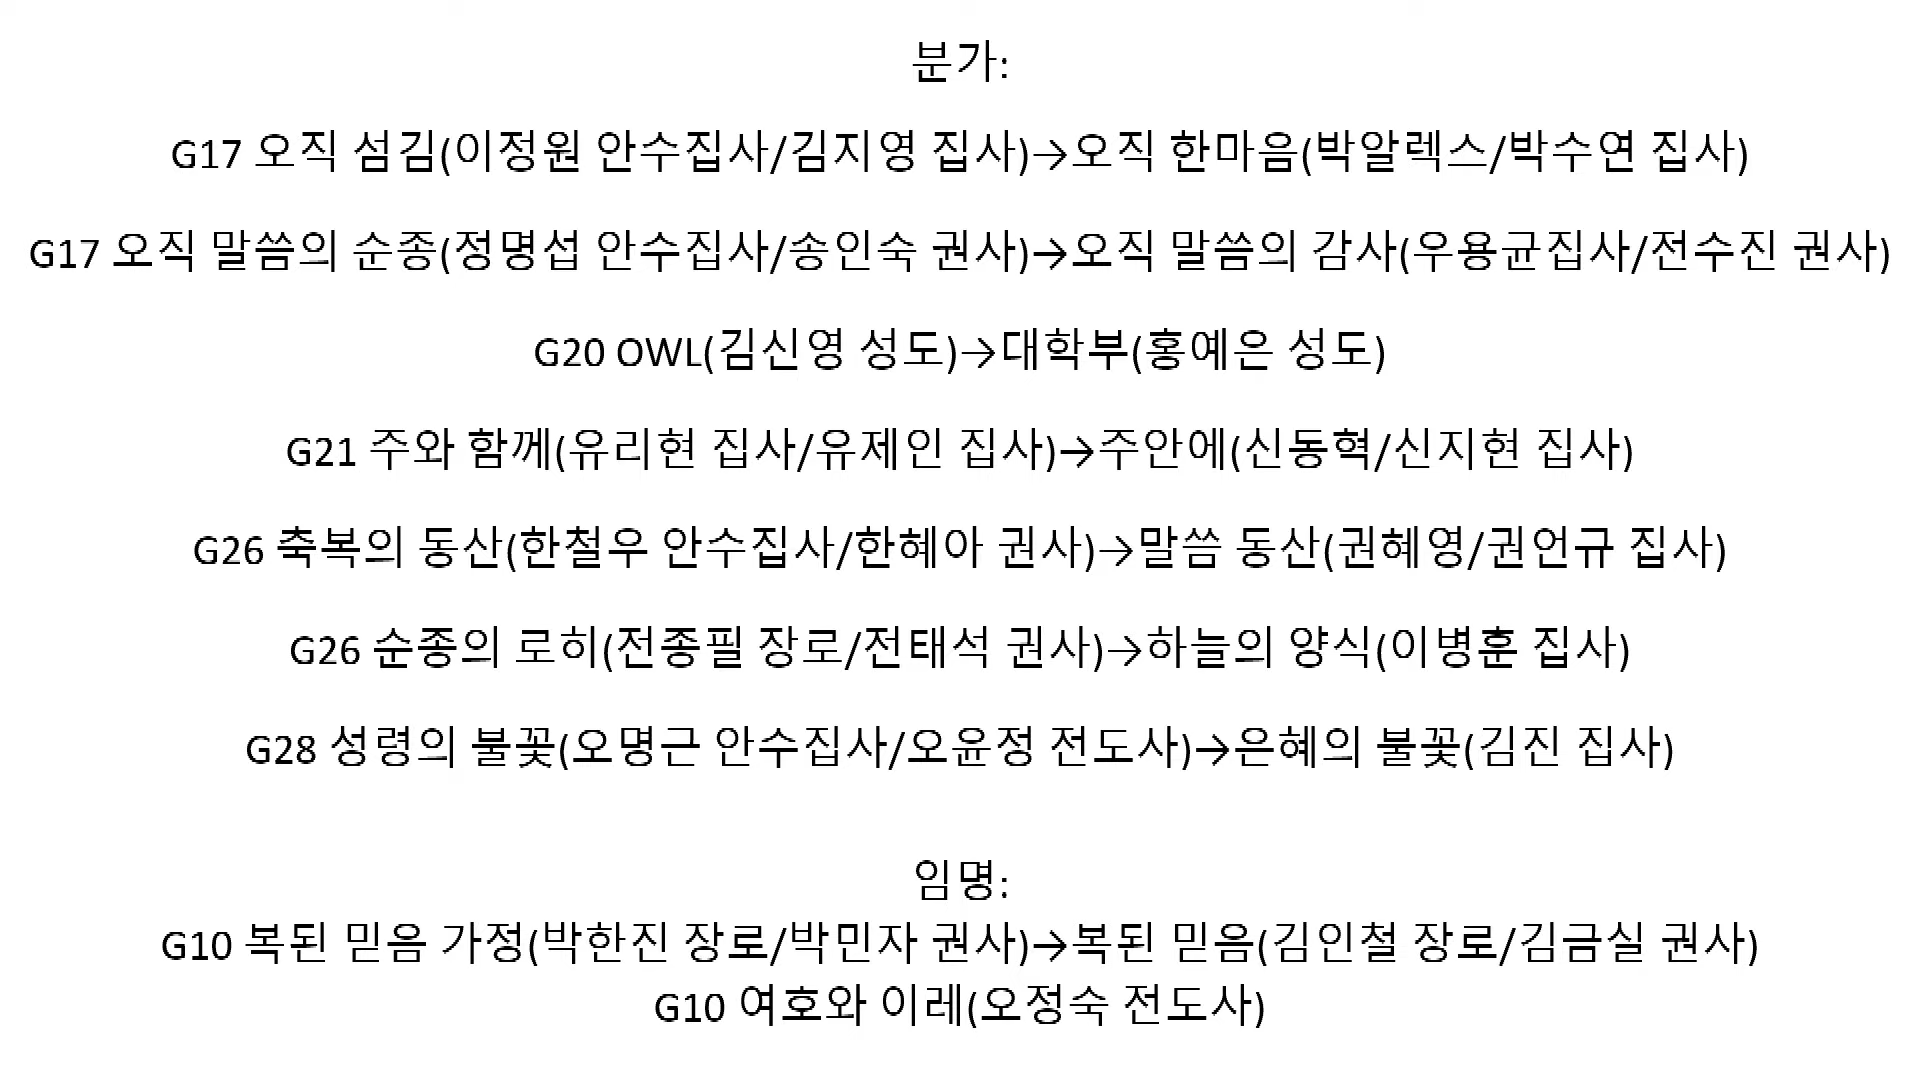 분가:
G17 오직 섬김(이정원 안수집사/김지영 집사)→오직 한마음(박알렉스/박수연 집사)
G17 오직 말씀의 순종(정명섭 안수집사/송인숙 권사)→오직 말씀의 감사(우용균집사/전수진 권사)
G20 OWL(김신영 성도)→대학부(홍예은 성도)
G21 주와 함께(유리현 집사/유제인 집사)→주안에(신동혁/신지현 집사)
G26 축복의 동산(한철우 안수집사/한혜아 권사)→말씀 동산(권혜영/권언규 집사)
G26 순종의 로히(전종필 장로/전태석 권사)→하늘의 양식(이병훈 집사)
G28 성령의 불꽃(오명근 안수집사/오윤정 전도사)→은혜의 불꽃(김진 집사)
임명:
G10 복된 믿음 가정(박한진 장로/박민자 권사)→복된 믿음(김인철 장로/김금실 권사)
G10 여호와 이레(오정숙 전도사)